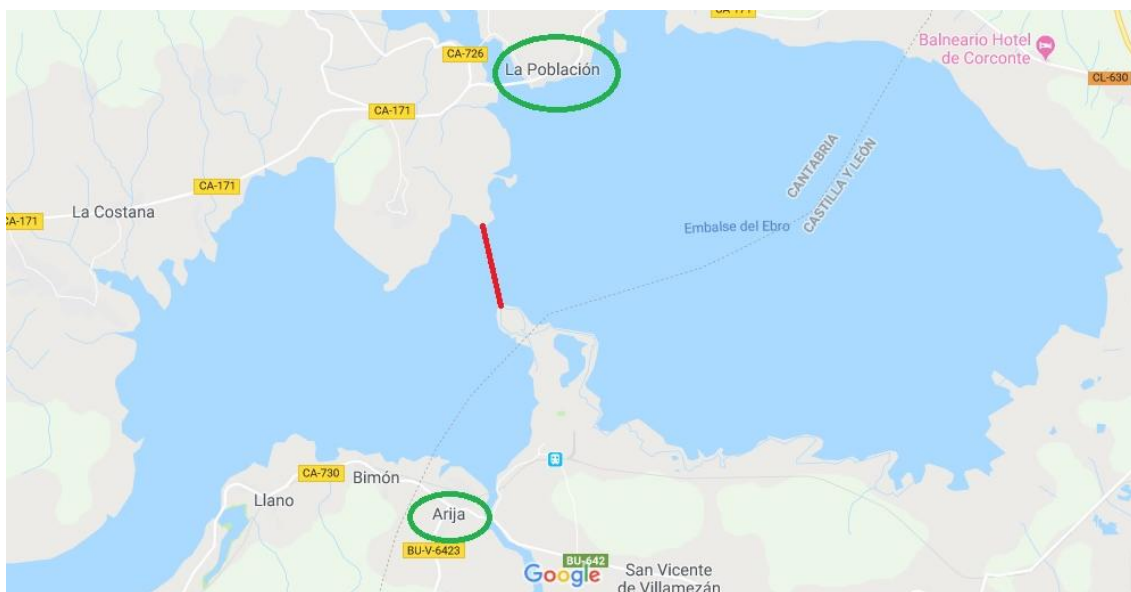 CA-171
CA-726
La Población
Balneario Hotel
de Corconte
CL-630
CA-171
CA-171
La Costana
CA-171
CANTABRIA
CASTILLA Y LEÓN
Embalse del Ebro
CA-730
Bimón
Llano
Arija
BU-V-6423
BU-642
Google
San Vicente
de Villamezán